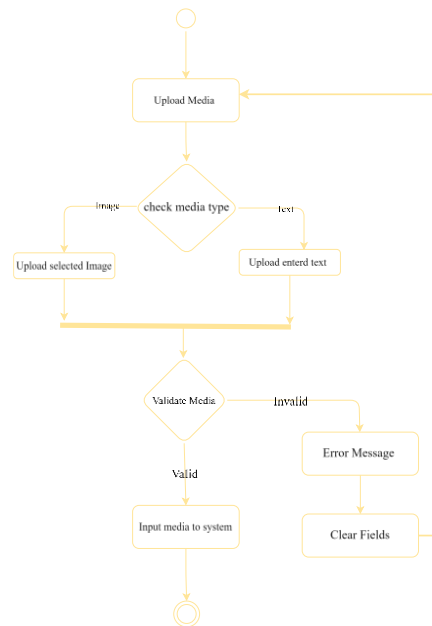 Upload Media
check media type
Image
Text
Upload selected Image
Upload enterd text
Validate Media
Invalid
Error Message
Valid
Input media to system
Clear Fields